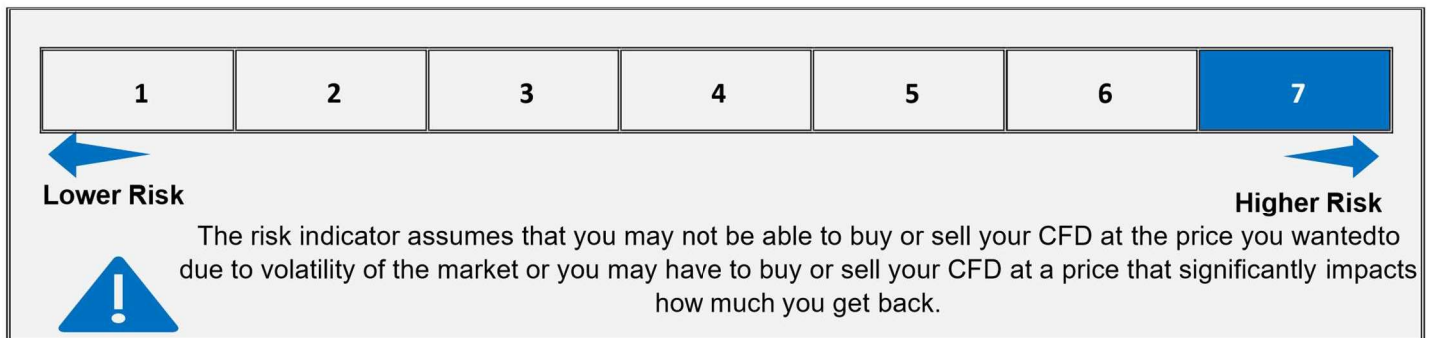 1 2 3 4 5 6 7
Lower Risk
Higher Risk
The risk indicator assumes that you may not be able to buy or sell your CFD at the price you wantedto
due to volatility of the market or you may have to buy or sell your CFD at a price that significantly impacts
how much you get back.
!